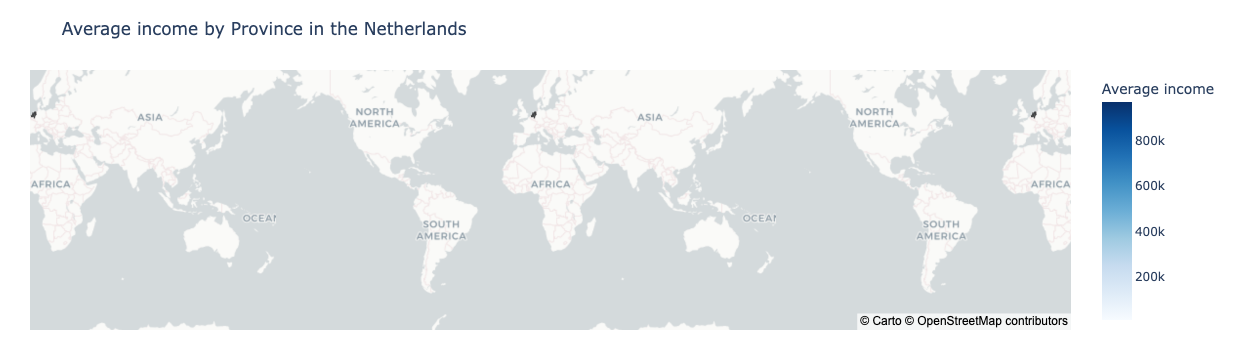 Average income by Province in the Netherlands
Average income
800k
600k
400k
200k
ASIA
NORTH
AMERICA
ASIA
NORTH
AMERICA
AFRICA
AFRICA
AFRICA
OCEAN
SOUTH
AMERICA
OCEAN
SOUTH
AMERICA
© Carto © OpenStreetMap contributors